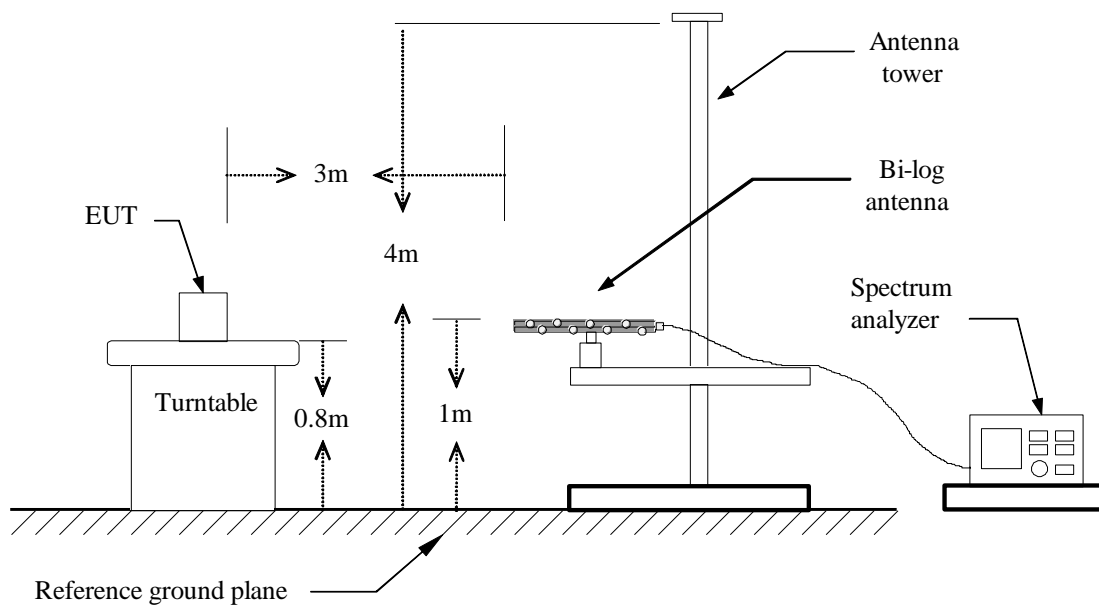 Antenna
tower
3m
Bi-log
antenna
EUT
4m
Spectrum
analyzer
Turntable
0.8m
1m
Reference ground plane